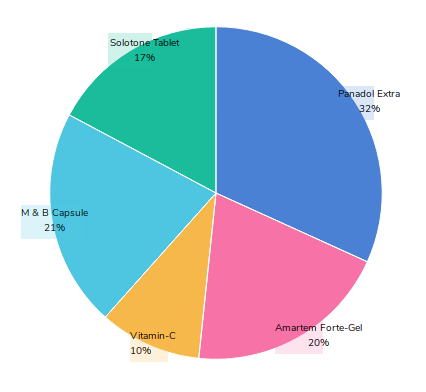 Solotone Tablet
17%
Panadol Extra
32%
M & B Capsule
21%
Amartem Forte-Gel
20%
Vitamin-C
10%